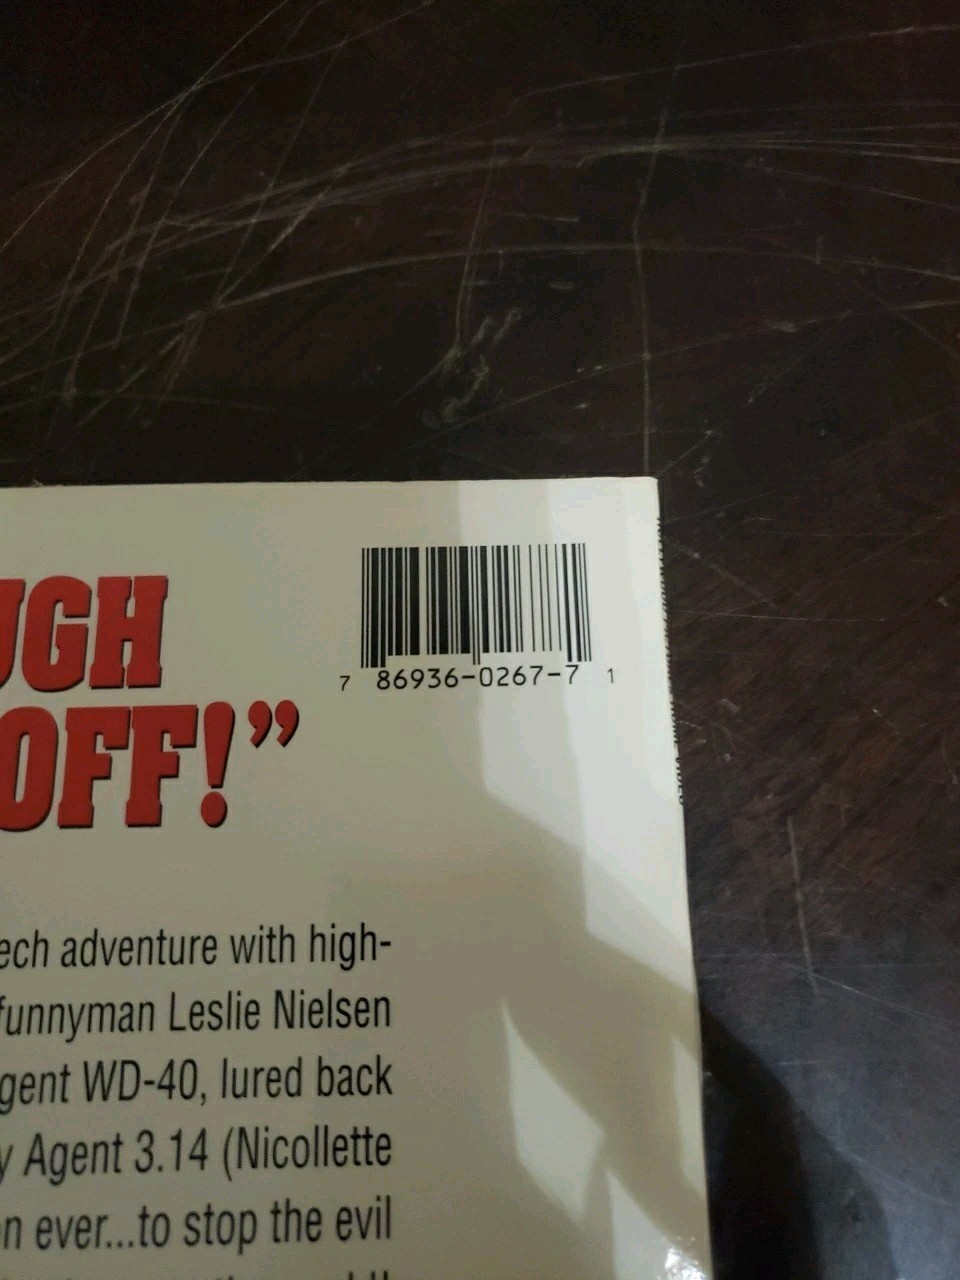 UGH
OFF!”
7 86936-0267-7 1
ech adventure with high-
funnyman Leslie Nielsen
gent WD-40, lured back
y Agent 3.14 (Nicollette
n ever...to stop the evil